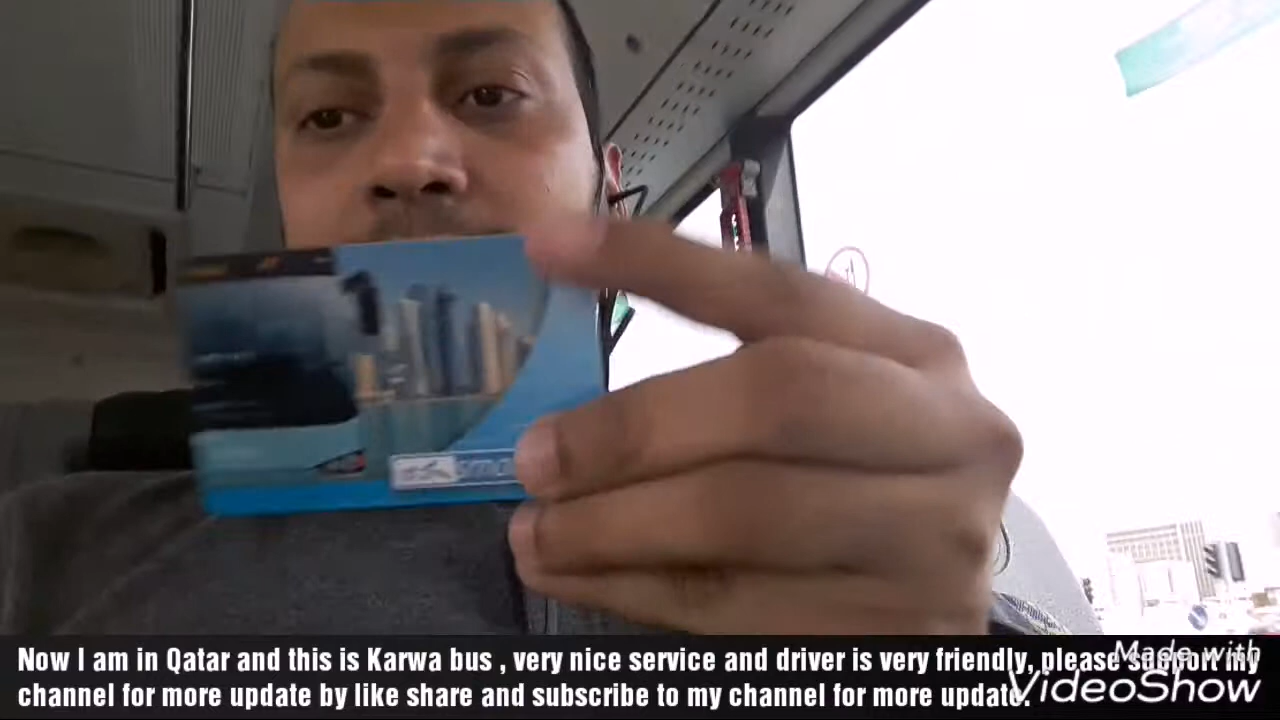 Now I am in Qatar and this is Karwa bus , very nice service and driver is very friendly, please support my
channel for more update by like share and subscribe to my channel for more update.
Made with
VideoShow